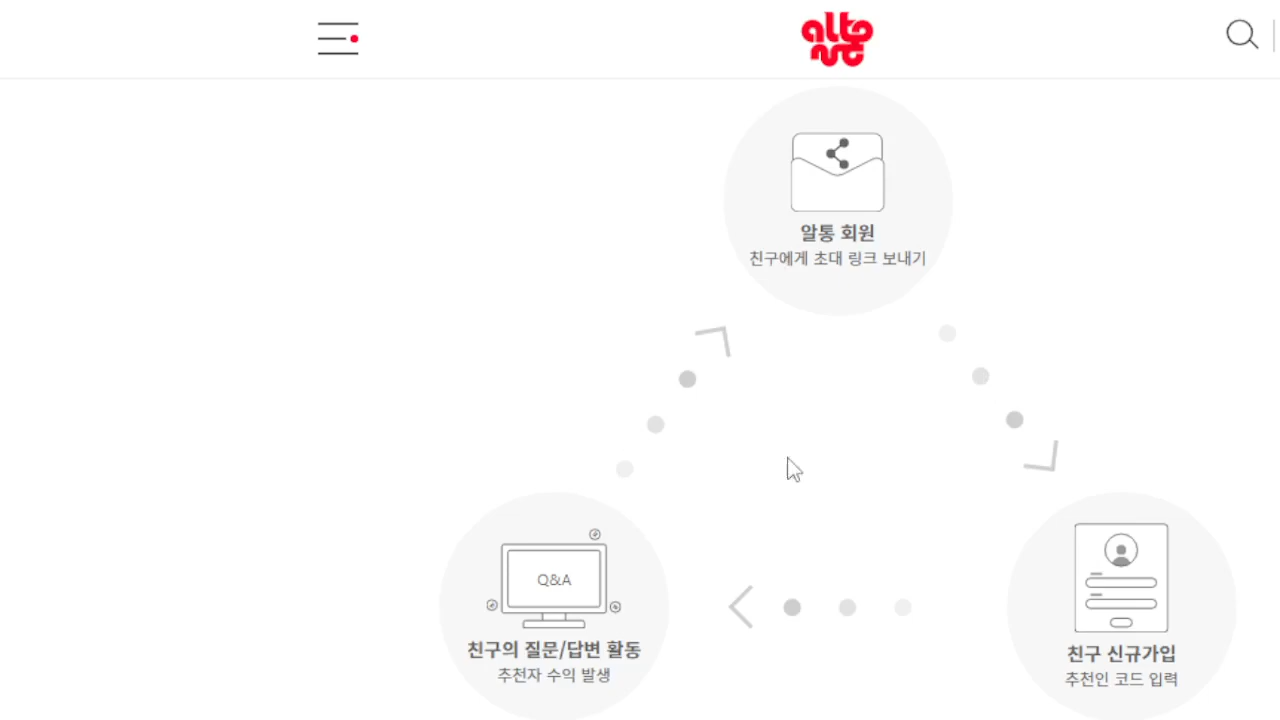 알통 회원
친구에게 초대 링크 보내기
Q&A
친구의 질문/답변 활동
추천자 수익 발생
친구 신규가입
추천인 코드 입력